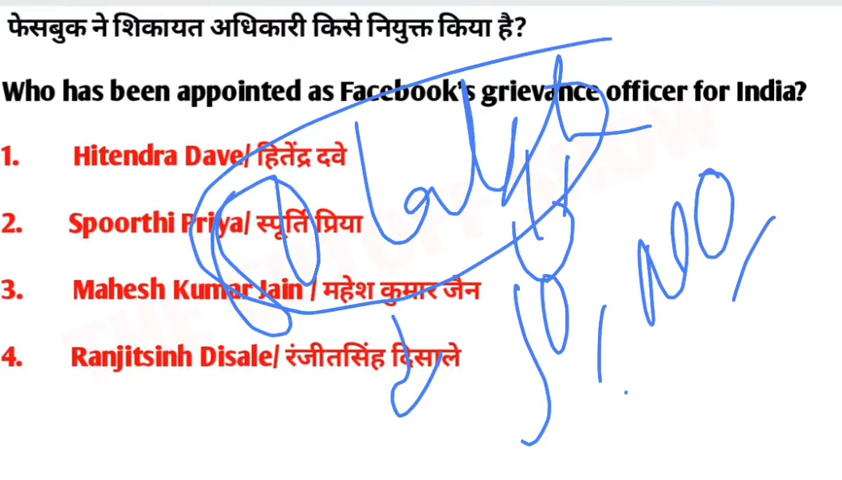 फेसबुक ने शिकायत अधिकारी किसे नियुक्त किया है?
Who has been appointed as Facebook's grievance officer for India?
1. Hitendra Dave/ हितेंद्र दवे
2. Spoorthi Priya/ स्पूर्ति प्रिया
3. Mahesh Kumar Jain / महेश कुमार जैन
4. Ranjitsinh Disale/ रंजीतसिंह दिसाले